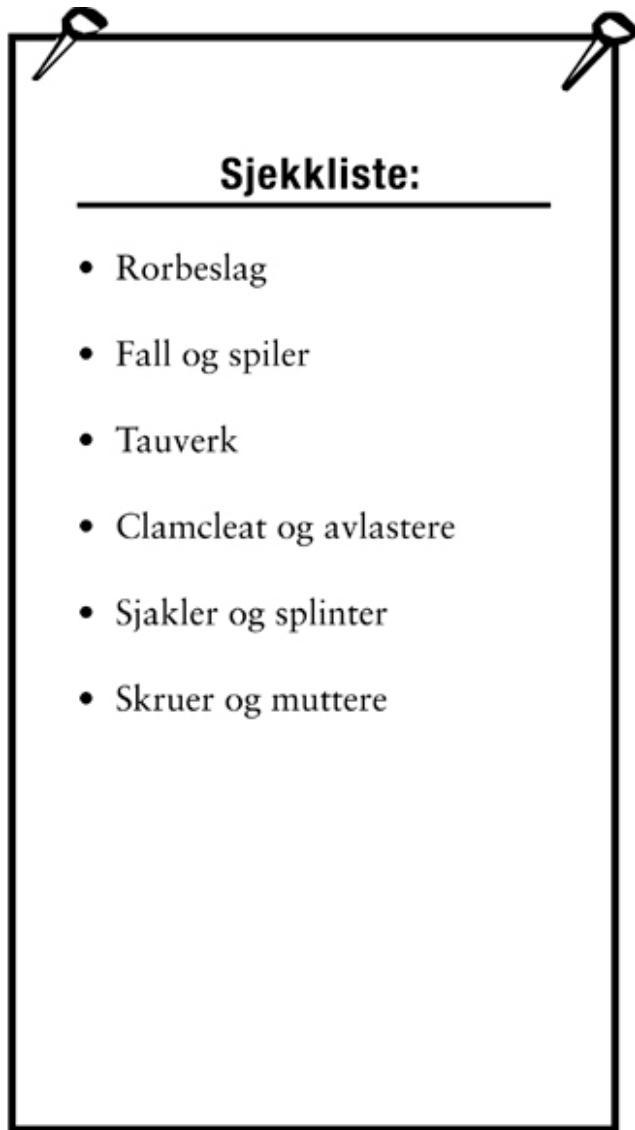 Sjekkliste:
• Rorbeslag
• Fall og spiler
• Tauverk
• Clamcleat og avlastere
• Sjakler og splinter
• Skruer og muttere